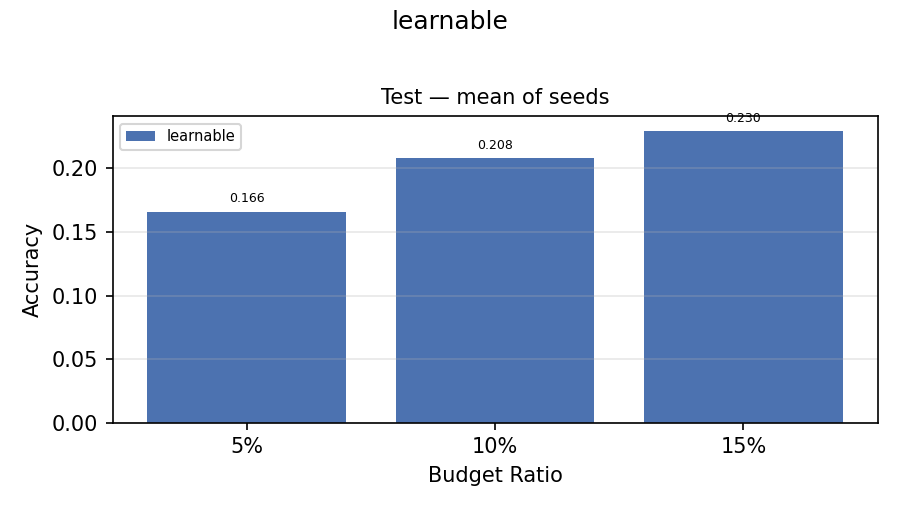 learnable
Test — mean of seeds
learnable
0.166
0.208
0.230
0.20
0.15
0.10
0.05
0.00
Accuracy
5%
10%
15%
Budget Ratio